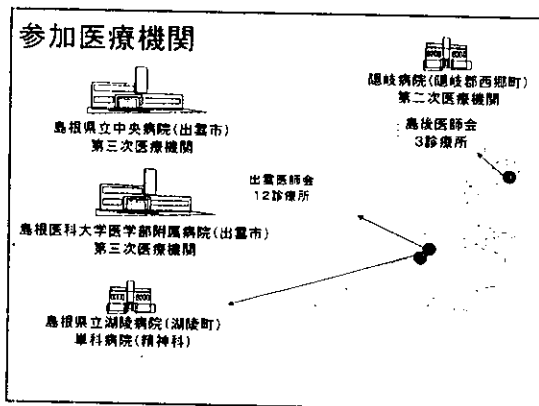 参加医療機関
島根県立中央病院(出雲市)
第三次医療機関
島根医科大学医学部附属病院(出雲市)
第三次医療機関
島根県立湖陵病院(湖陵町)
単科病院(精神科)
出雲医師会
12診療所
隠岐病院(隠岐郡西郷町)
第二次医療機関
島後医師会
3診療所